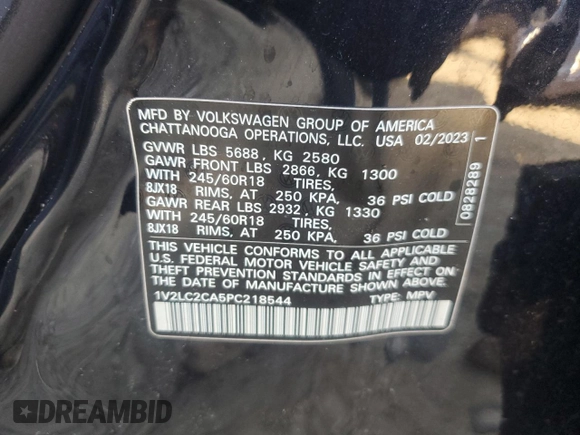 MFD BY VOLKSWAGEN GROUP OF AMERICA
CHATTANOOGA OPERATIONS, LLC. USA 02/2023
1
GVWR LBS 5688, KG 2580
GAWR FRONT LBS 2866, KG 1300
WITH 245/60R18 TIRES,
8JX18 RIMS, AT 250 KPA, 36 PSI COLD
GAWR REAR LBS 2932, KG 1330
WITH 245/60R18 TIRES,
8JX18 RIMS, AT 250 KPA, 36 PSI COLD
0828289
THIS VEHICLE CONFORMS TO ALL APPLICABLE
U.S. FEDERAL MOTOR VEHICLE SAFETY AND
THEFT PREVENTION STANDARDS IN EFFECT ON
THE DATE OF MANUFACTURE SHOWN ABOVE.
1V2LC2CA5PC218544 TYPE: MPV
DREAMBID